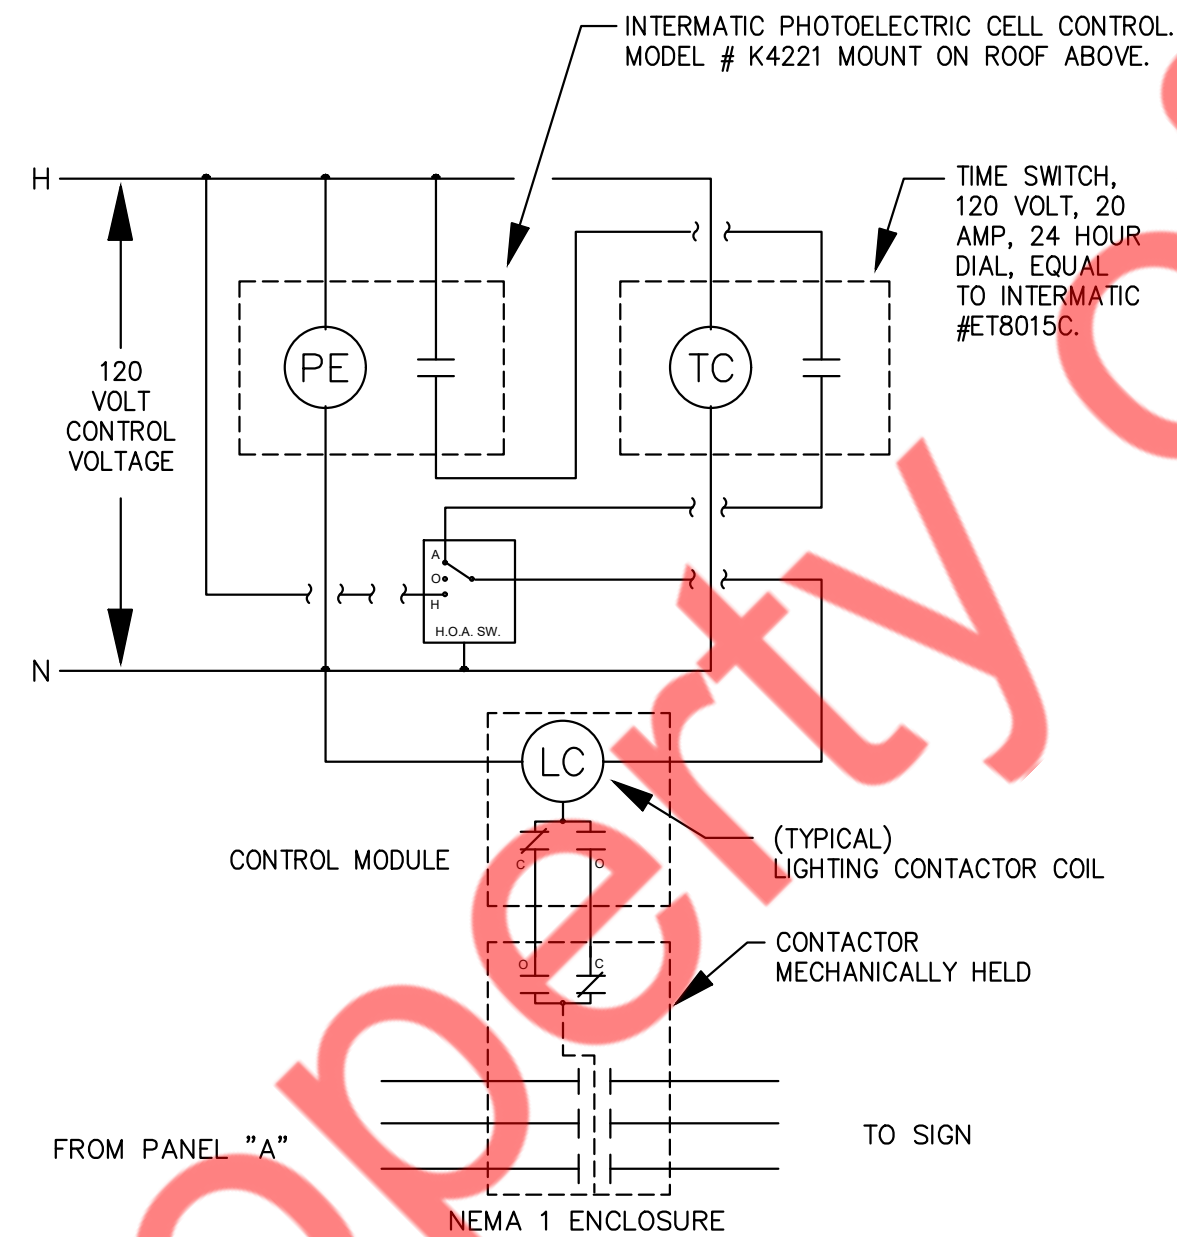 INTERMATIC PHOTOELECTRIC CELL CONTROL.
MODEL # K4221 MOUNT ON ROOF ABOVE.
H
TIME SWITCH,
120 VOLT, 20
AMP, 24 HOUR
DIAL, EQUAL
TO INTERMATIC
#ET8015C.
PE
TC
120
VOLT
CONTROL
VOLTAGE
A
O
H
H.O.A. SW.
N
LC
(TYPICAL)
LIGHTING CONTACTOR COIL
CONTROL MODULE
C
O
CONTACTOR
MECHANICALLY HELD
O
C
FROM PANEL "A"
TO SIGN
NEMA 1 ENCLOSURE
perty o